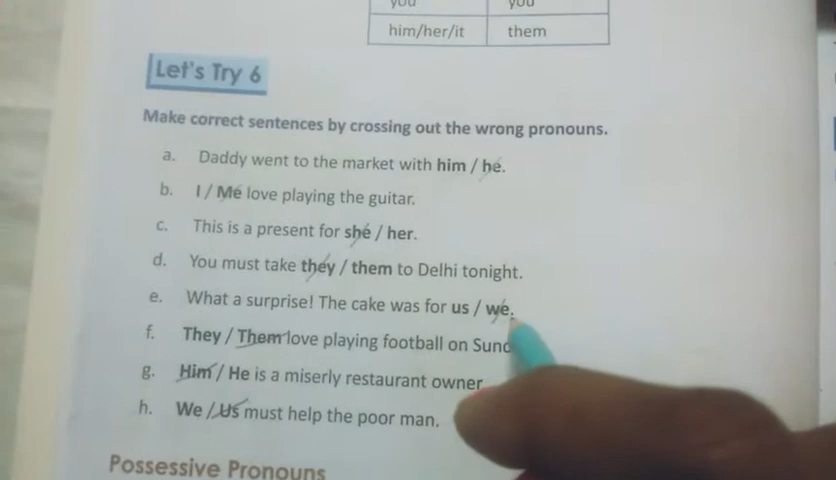 you you
him/her/it them
Let's Try 6
Make correct sentences by crossing out the wrong pronouns.
a. Daddy went to the market with him / he.
b. I / Me love playing the guitar.
c. This is a present for she / her.
d. You must take they / them to Delhi tonight.
e. What a surprise! The cake was for us / we.
f. They / Them love playing football on Sund
g. Him / He is a miserly restaurant owner
h. We / Us must help the poor man.
Possessive Pronouns